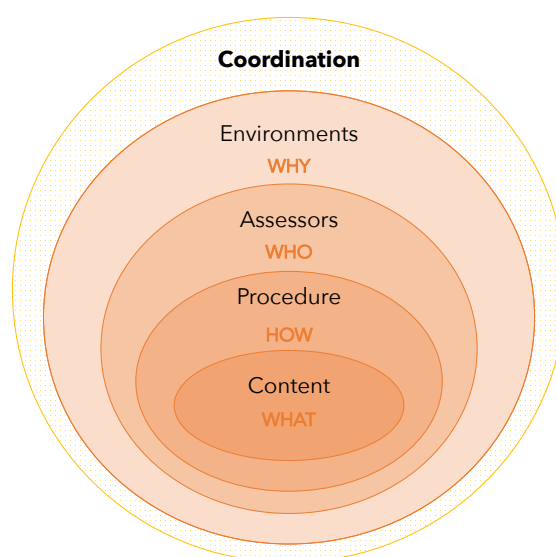 Coordination
Environments
WHY
Assessors
WHO
Procedure
HOW
Content
WHAT